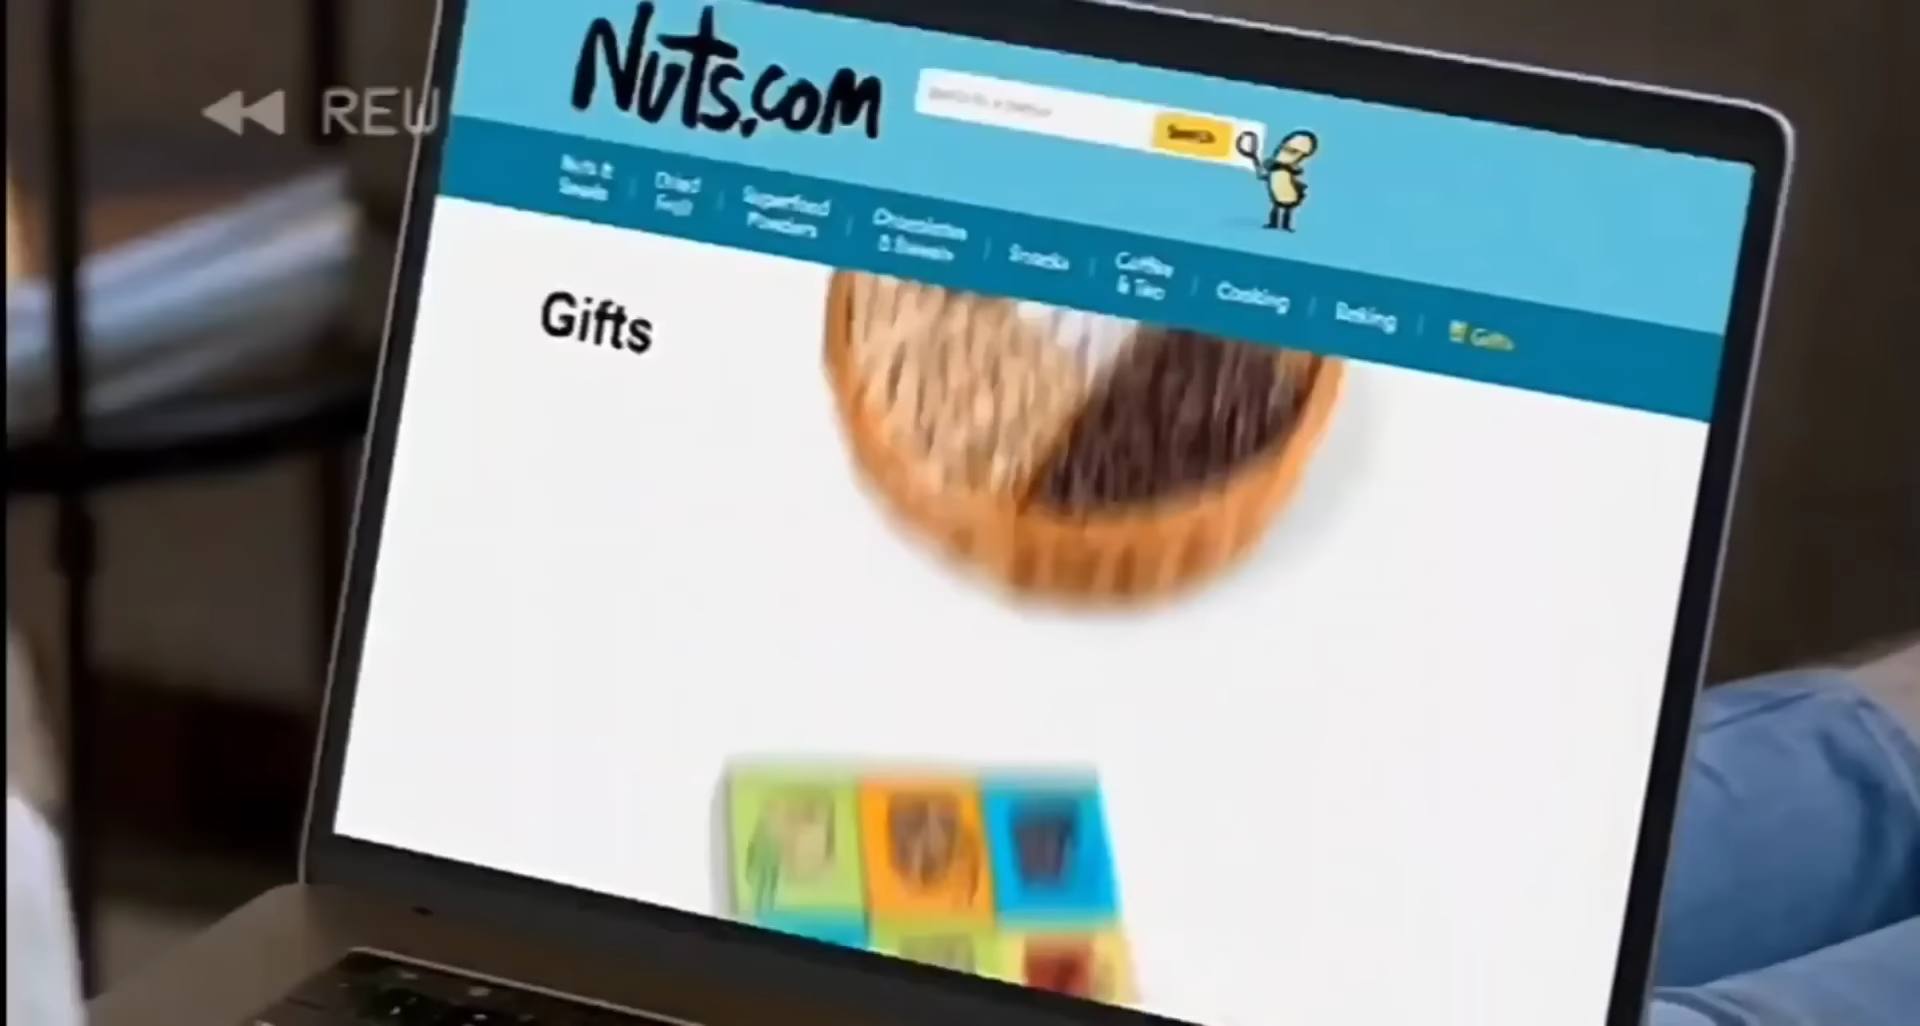 REW
Nuts.com
Search
Nuts &
Seeds
Dried
Fruit
Superfood
Powders
Chocolates
& Sweets
Snacks
Coffee
& Tea
Cooking
Baking
Gifts
Gifts